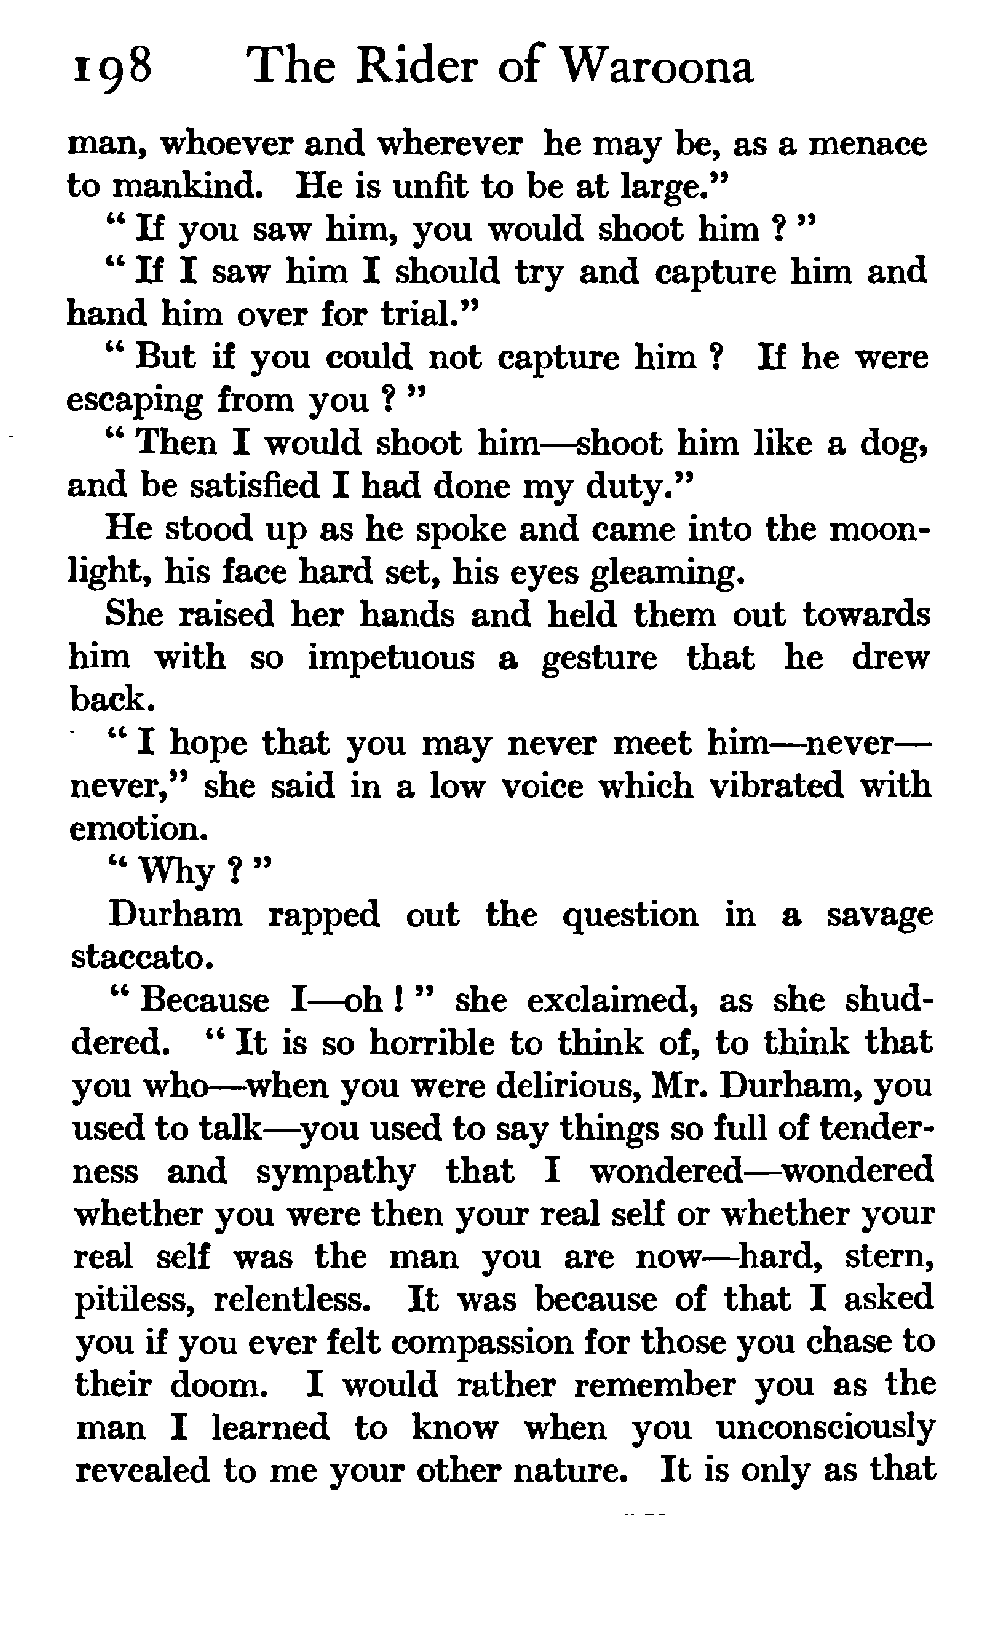 198 The Rider of Waroona
man, whoever and wherever he may be, as a menace
to mankind. He is unfit to be at large."
" If you saw him, you would shoot him ? "
" If I saw him I should try and capture him and
hand him over for trial."
" But if you could not capture him ? If he were
escaping from you ? "
" Then I would shoot him—shoot him like a dog,
and be satisfied I had done my duty."
He stood up as he spoke and came into the moon-
light, his face hard set, his eyes gleaming.
She raised her hands and held them out towards
him with so impetuous a gesture that he drew
back.
" I hope that you may never meet him—never—
never," she said in a low voice which vibrated with
emotion.
" Why ? "
Durham rapped out the question in a savage
staccato.
" Because I—oh ! " she exclaimed, as she shud-
dered. " It is so horrible to think of, to think that
you who—when you were delirious, Mr. Durham, you
used to talk—you used to say things so full of tender-
ness and sympathy that I wondered—wondered
whether you were then your real self or whether your
real self was the man you are now—hard, stern,
pitiless, relentless. It was because of that I asked
you if you ever felt compassion for those you chase to
their doom. I would rather remember you as the
man I learned to know when you unconsciously
revealed to me your other nature. It is only as that